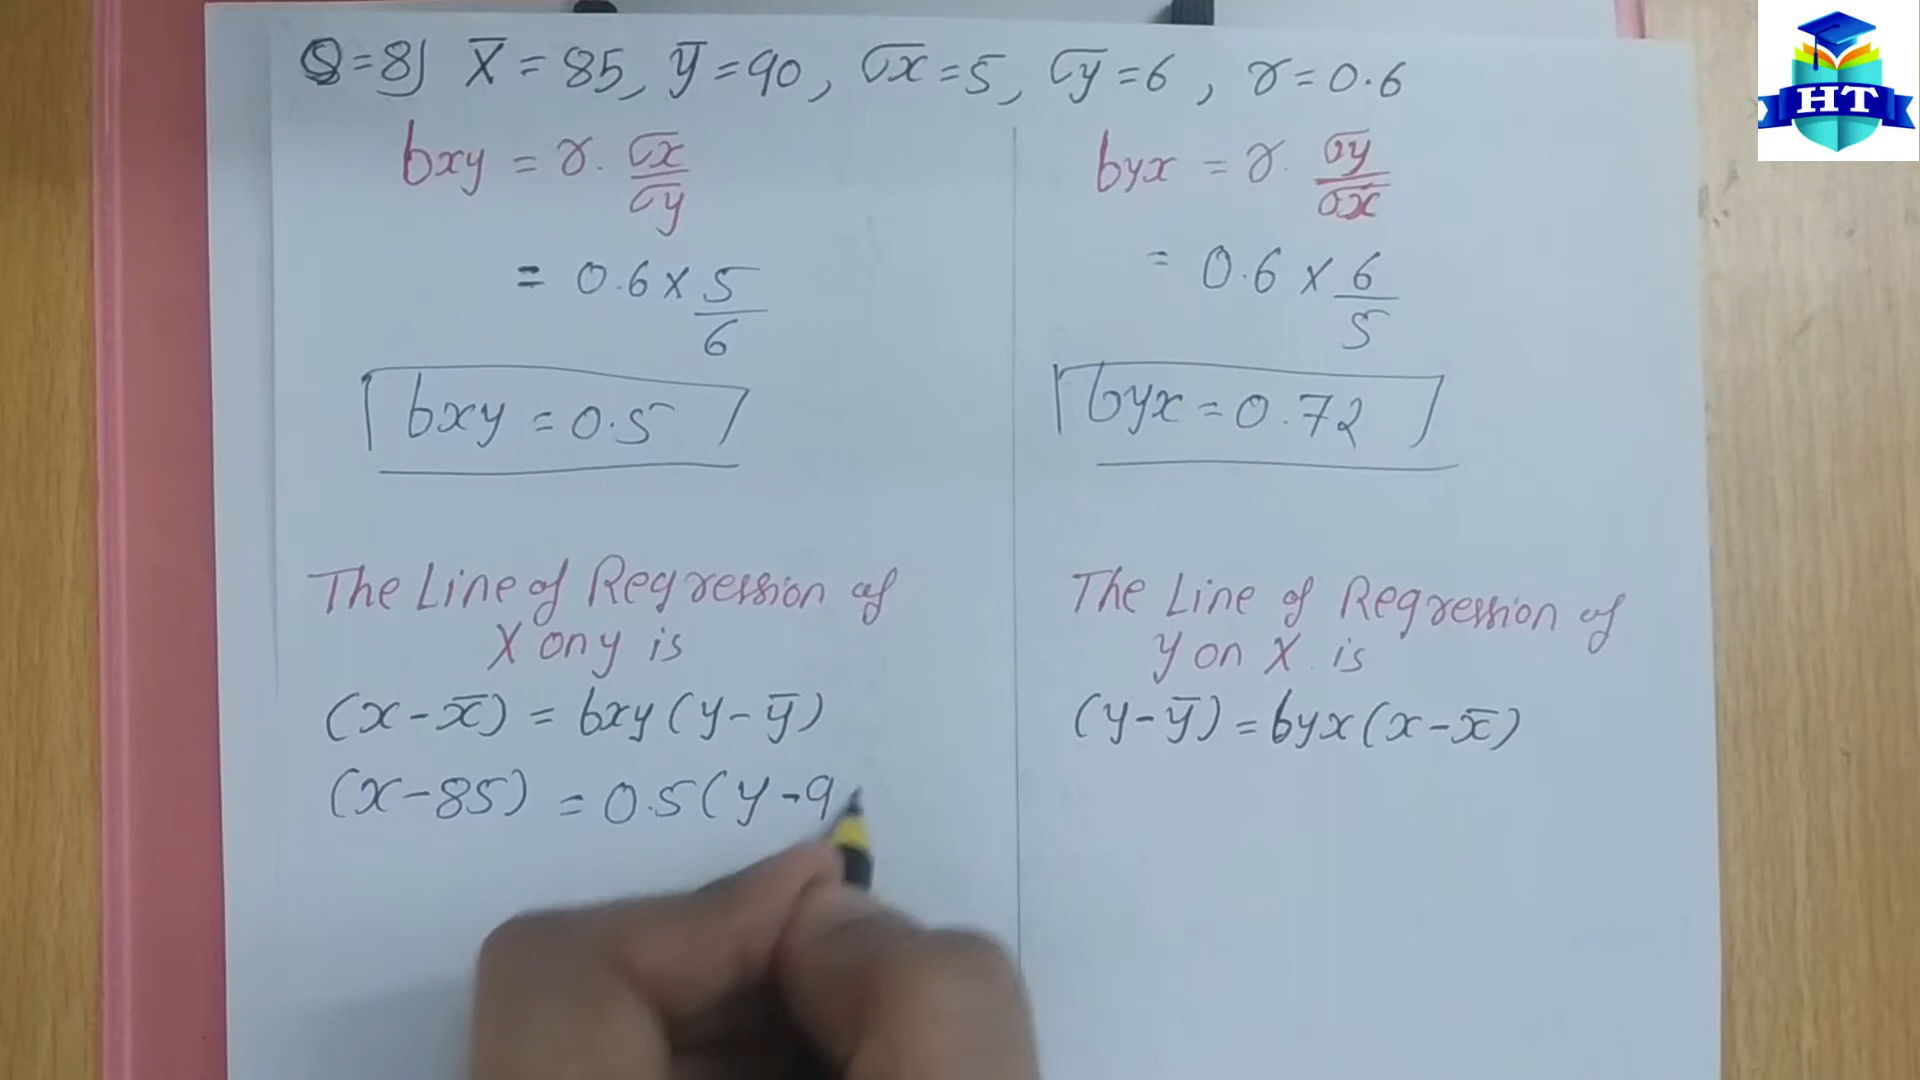 Q=8) x̄ = 85, ȳ = 90, σx = 5, σy = 6, r = 0.6
bxy = r. σx/σy
= 0.6 × 5/6
bxy = 0.5
The Line of Regression of
X on y is
(x - x̄) = bxy (y - ȳ)
(x - 85) = 0.5 (y - 9
byx = r. σy/σx
= 0.6 × 6/5
byx = 0.72
The Line of Regression of
y on X is
(y - ȳ) = byx (x - x̄)
HT